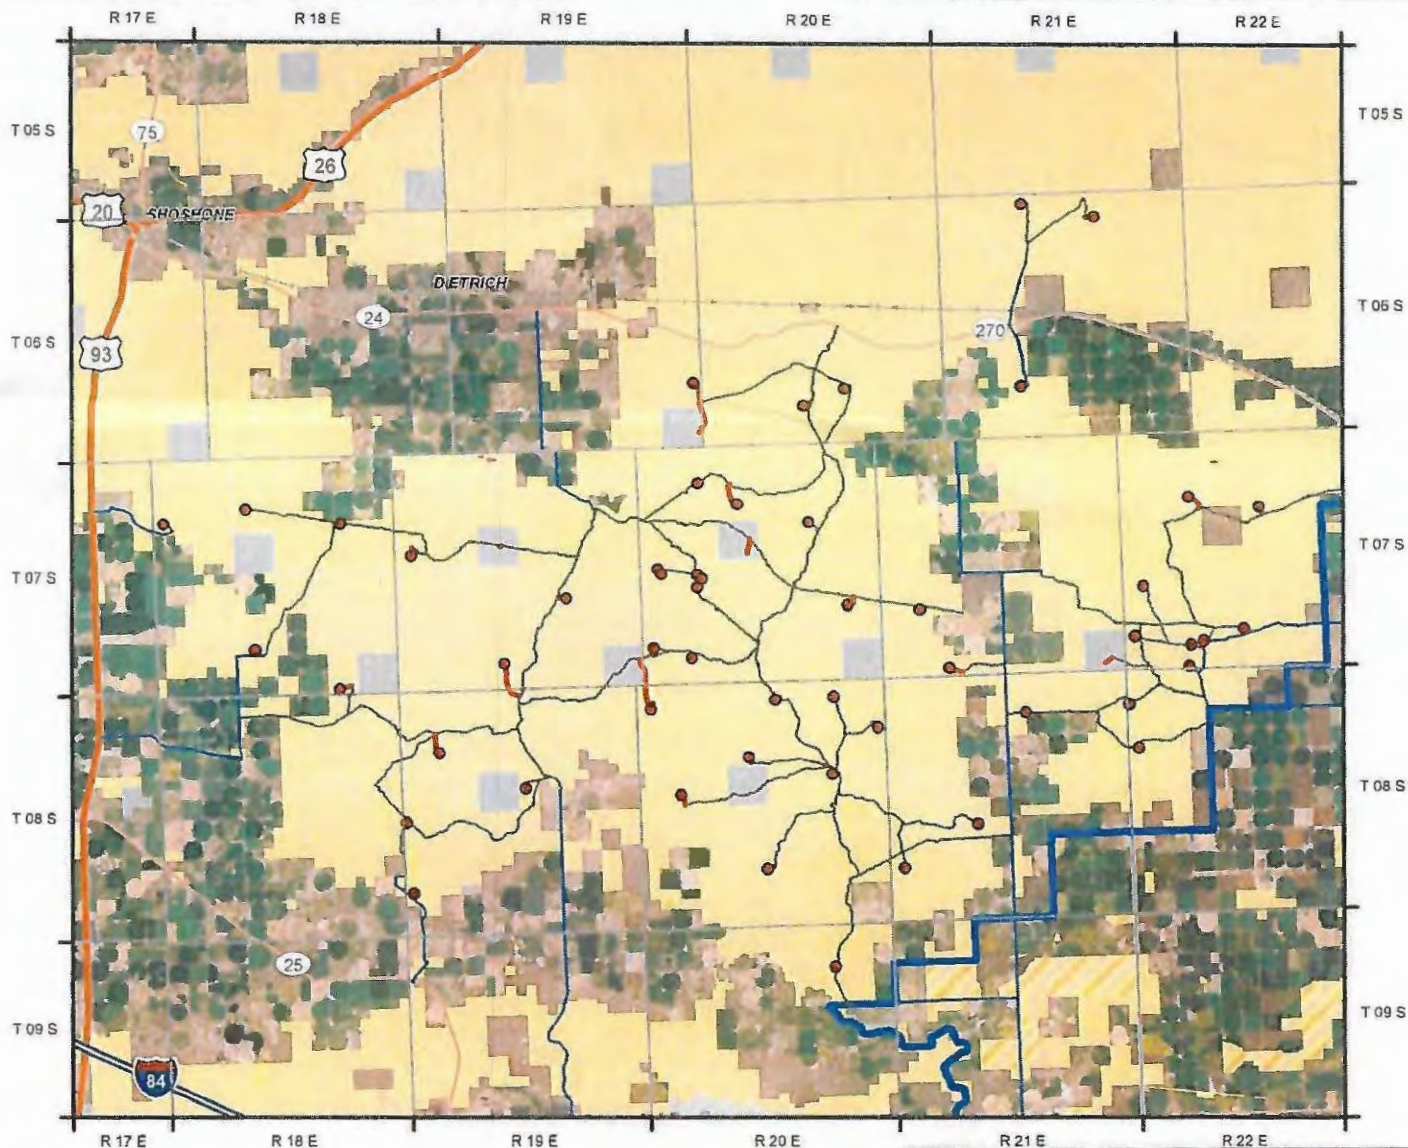 R 17 E R 18 E R 19 E R 20 E R 21 E R 22 E
T 05 S T 05 S
75
26
20 SHOSHONE
DIETRICH
24
T 06 S
270
T 06 S
93
T 07 S
T 07 S
T 08 S
T 08 S
25
T 09 S
T 09 S
84
R 17 E R 18 E R 19 E R 20 E R 21 E R 22 E